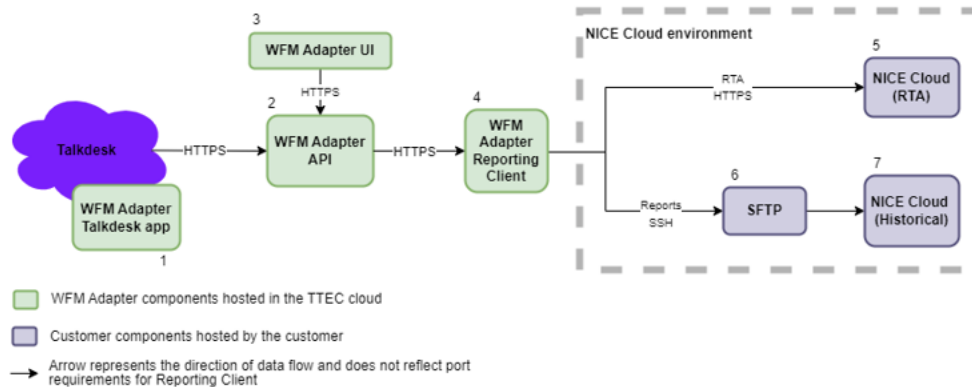 3
WFM Adapter UI
HTTPS
2
WFM Adapter
API
Talkdesk
HTTPS
HTTPS
WFM Adapter
Talkdesk app
1
4
WFM
Adapter
Reporting
Client
NICE Cloud environment
RTA
HTTPS
5
NICE Cloud
(RTA)
Reports
SSH
6
SFTP
7
NICE Cloud
(Historical)
WFM Adapter components hosted in the TTEC cloud
Customer components hosted by the customer
Arrow represents the direction of data flow and does not reflect port
requirements for Reporting Client